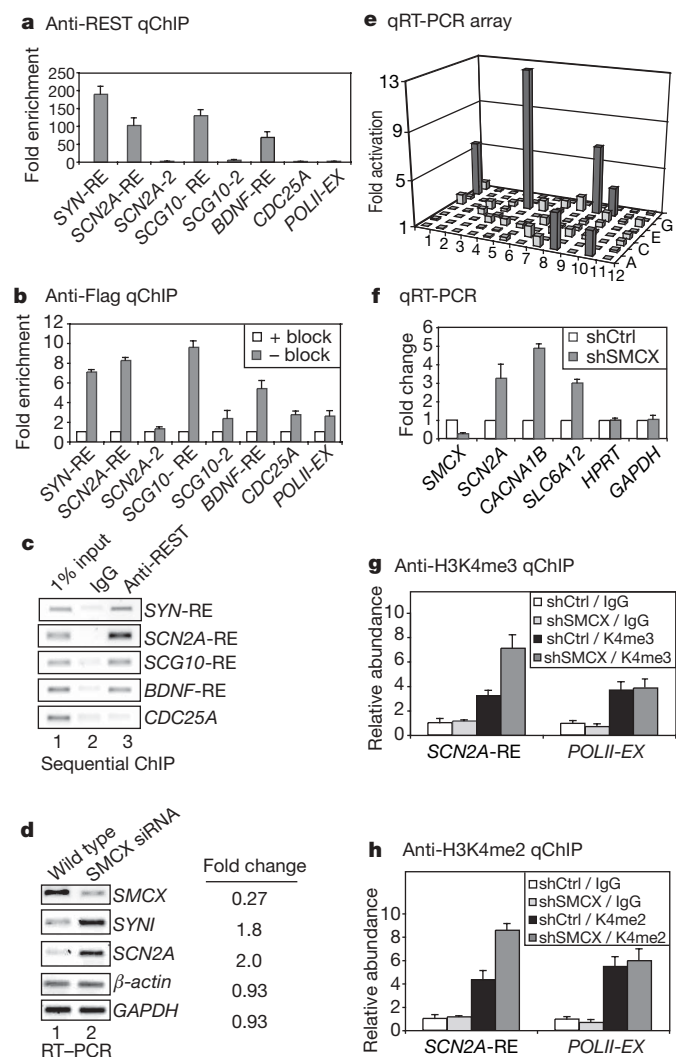 a Anti-REST qChIP
Fold enrichment
250
200
150
100
50
0
SYN-RE
SCN2A-RE
SCN2A-2
SCG10- RE
SCG10-2
BDNF-RE
CDC25A
POLII-EX
b Anti-Flag qChIP
Fold enrichment
12
10
8
6
4
2
0
+ block
– block
SYN-RE
SCN2A-RE
SCN2A-2
SCG10- RE
SCG10-2
BDNF-RE
CDC25A
POLII-EX
c
1% input
IgG
Anti-REST
SYN-RE
SCN2A-RE
SCG10-RE
BDNF-RE
CDC25A
1 2 3
Sequential ChIP
d
Wild type
SMCX siRNA
Fold change
SMCX 0.27
SYNI 1.8
SCN2A 2.0
β-actin 0.93
GAPDH 0.93
1 2
RT–PCR
e qRT-PCR array
Fold activation
13
9
5
1
1 2 3 4 5 6 7 8 9 10 11 12
A C E G
f qRT-PCR
Fold change
6
5
4
3
2
1
0
shCtrl
shSMCX
SMCX
SCN2A
CACNA1B
SLC6A12
HPRT
GAPDH
g Anti-H3K4me3 qChIP
Relative abundance
10
8
6
4
2
0
shCtrl / IgG
shSMCX / IgG
shCtrl / K4me3
shSMCX / K4me3
SCN2A-RE POLII-EX
h Anti-H3K4me2 qChIP
Relative abundance
10
8
6
4
2
0
shCtrl / IgG
shSMCX / IgG
shCtrl / K4me2
shSMCX / K4me2
SCN2A-RE POLII-EX